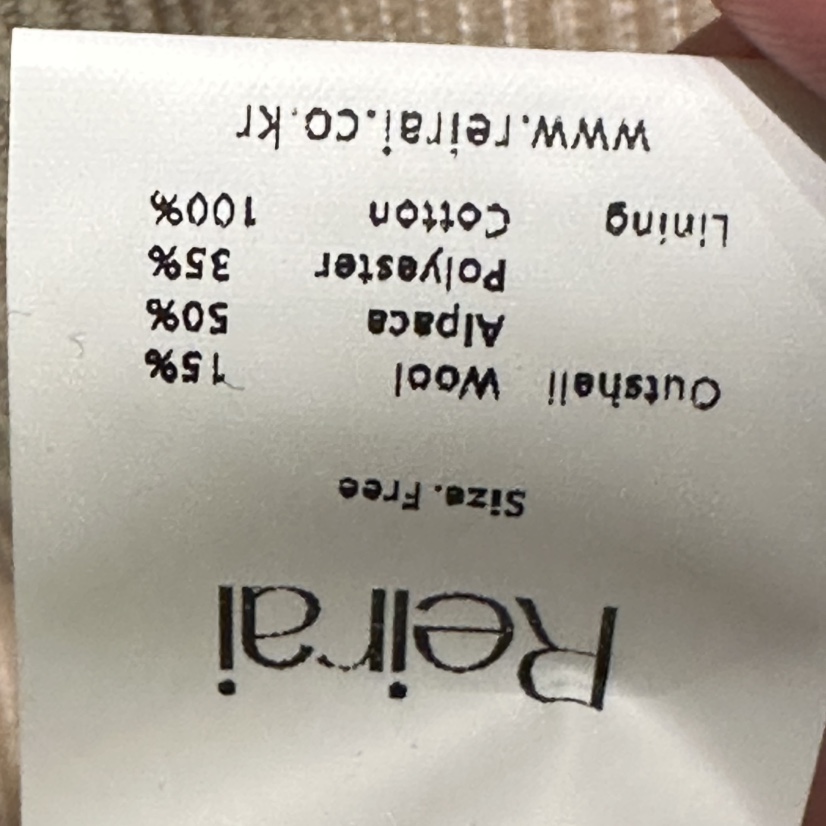 Reirai
Size. Free
Outshell Wool 15%
Alpaca 50%
Polyester 35%
Lining Cotton 100%
www.reirai.co.kr